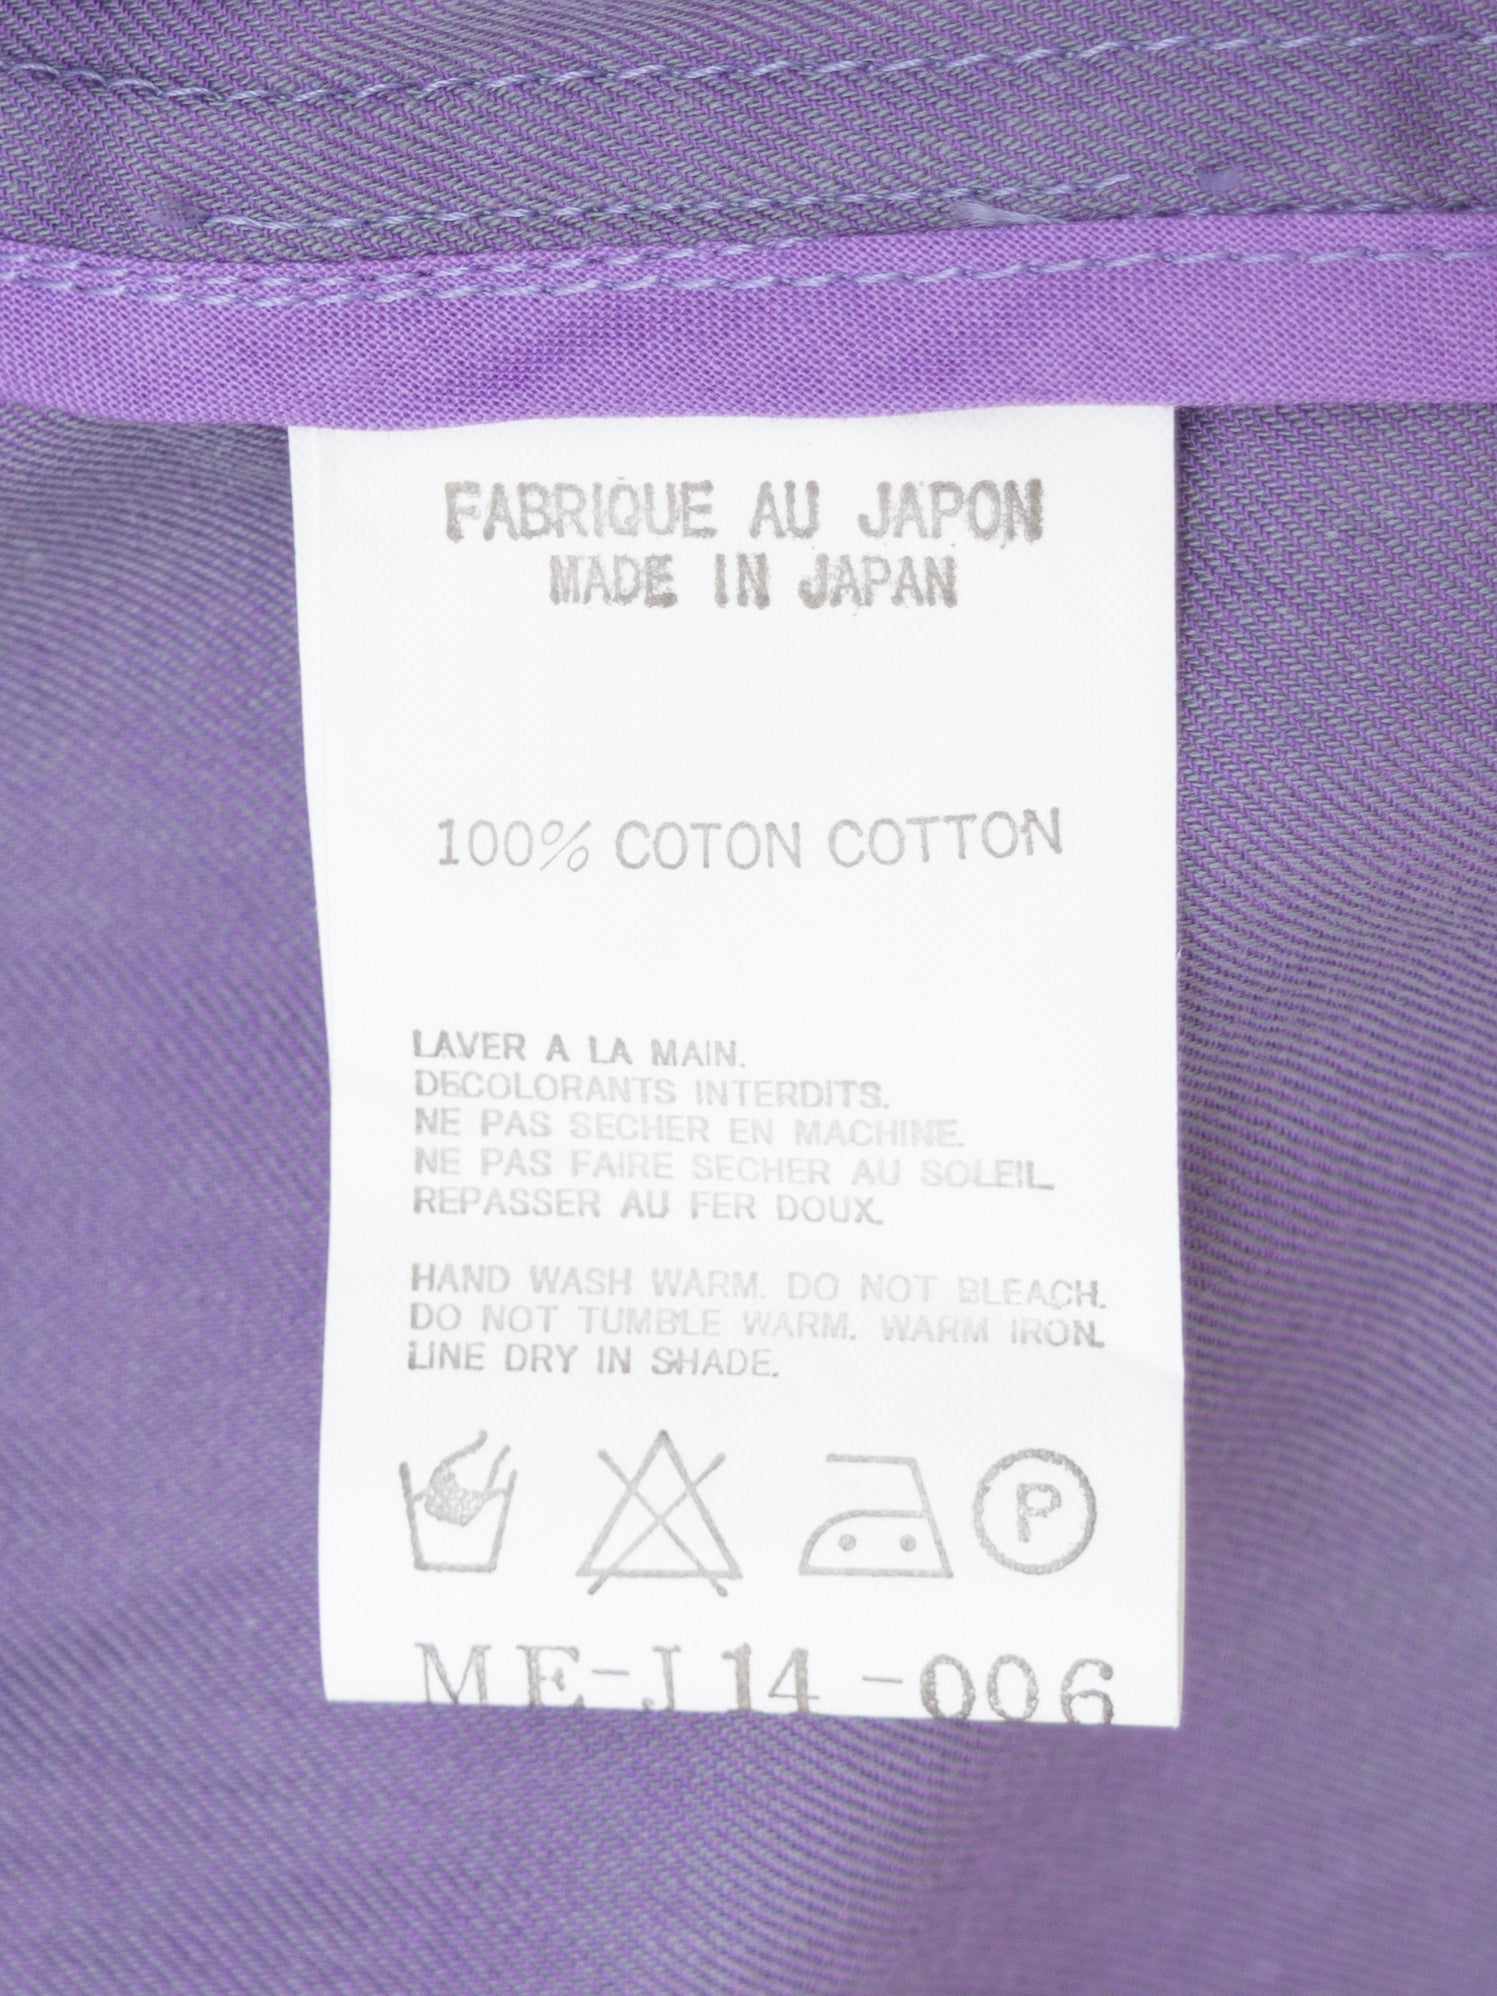 FABRIQUE AU JAPON
MADE IN JAPAN
100% COTON COTTON
LAVER A LA MAIN.
DECOLORANTS INTERDITS.
NE PAS SECHER EN MACHINE.
NE PAS FAIRE SECHER AU SOLEIL.
REPASSER AU FER DOUX.
HAND WASH WARM. DO NOT BLEACH.
DO NOT TUMBLE WARM. WARM IRON.
LINE DRY IN SHADE.
P
ME-J14-006